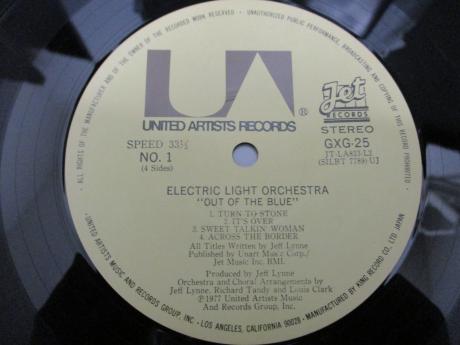 ALL RIGHTS OF THE MANUFACTURER AND OF THE OWNER OF THE RECORDED WORK RESERVED. UNAUTHORIZED PUBLIC PERFORMANCE, BROADCASTING AND COPYING OF THIS RECORD PROHIBITED
UA
®
UNITED ARTISTS RECORDS
Jet
RECORDS
SPEED 33⅓
NO. 1
(4 Sides)
STEREO
GXG-25
JT-LA823-L2
(SILBT 7789) U1
ELECTRIC LIGHT ORCHESTRA
"OUT OF THE BLUE"
1. TURN TO STONE
2. IT'S OVER
3. SWEET TALKIN' WOMAN
4. ACROSS THE BORDER
All Titles Written by Jeff Lynne
Published by Unart Music Corp./
Jet Music Inc. BMI.
Produced by Jeff Lynne
Orchestra and Choral Arrangements by
Jeff Lynne, Richard Tandy and Louis Clark
℗1977 United Artists Music
And Records Group, Inc.
UNITED ARTISTS MUSIC AND RECORDS GROUP, INC. • LOS ANGELES, CALIFORNIA 90028 • MANUFACTURED BY KING RECORD CO. LTD. JAPAN